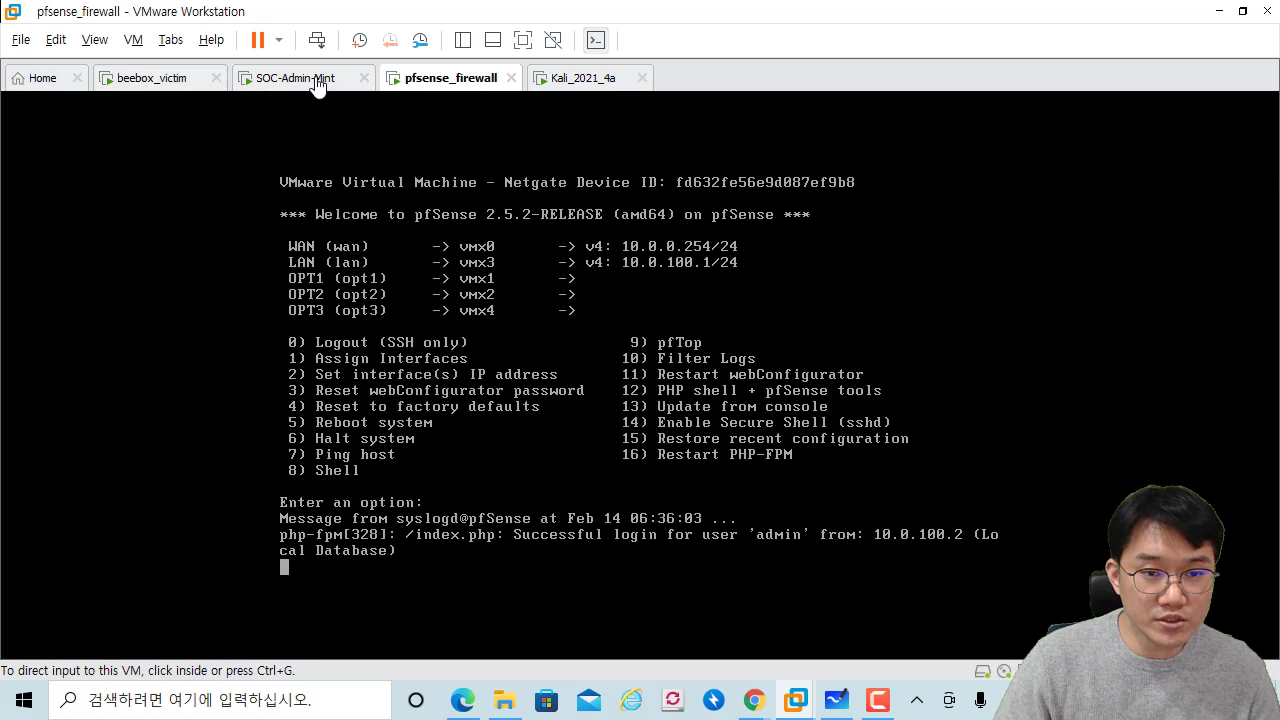 pfsense_firewall - VMware Workstation
File Edit View VM Tabs Help
Home beebox_victim SOC-Admin-Mint pfsense_firewall Kali_2021_4a
VMware Virtual Machine - Netgate Device ID: fd632fe56e9d087ef9b8
*** Welcome to pfSense 2.5.2-RELEASE (amd64) on pfSense ***
WAN (wan) -> vmx0 -> v4: 10.0.0.254/24
LAN (lan) -> vmx3 -> v4: 10.0.100.1/24
OPT1 (opt1) -> vmx1 ->
OPT2 (opt2) -> vmx2 ->
OPT3 (opt3) -> vmx4 ->
0) Logout (SSH only) 9) pfTop
1) Assign Interfaces 10) Filter Logs
2) Set interface(s) IP address 11) Restart webConfigurator
3) Reset webConfigurator password 12) PHP shell + pfSense tools
4) Reset to factory defaults 13) Update from console
5) Reboot system 14) Enable Secure Shell (sshd)
6) Halt system 15) Restore recent configuration
7) Ping host 16) Restart PHP-FPM
8) Shell
Enter an option:
Message from syslogd@pfSense at Feb 14 06:36:03 ...
php-fpm[328]: /index.php: Successful login for user 'admin' from: 10.0.100.2 (Lo
cal Database)
To direct input to this VM, click inside or press Ctrl+G.
검색하려면 여기에 입력하십시오.